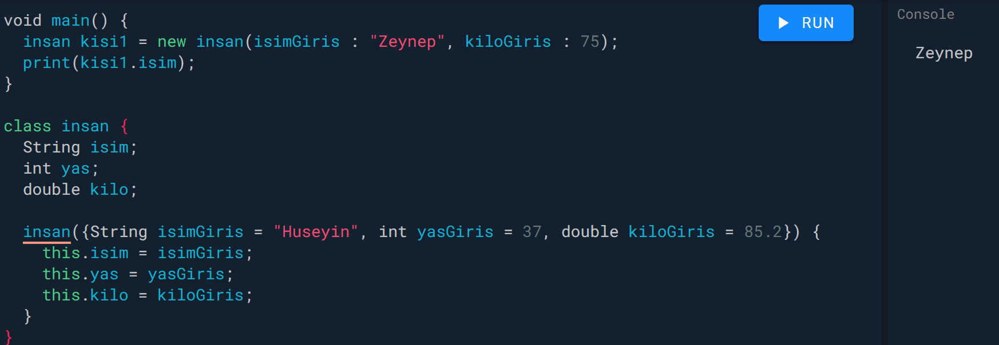 void main() {
  insan kisi1 = new insan(isimGiris : "Zeynep", kiloGiris : 75);
  print(kisi1.isim);
}

class insan {
  String isim;
  int yas;
  double kilo;

  insan({String isimGiris = "Huseyin", int yasGiris = 37, double kiloGiris = 85.2}) {
    this.isim = isimGiris;
    this.yas = yasGiris;
    this.kilo = kiloGiris;
  }
}
RUN
Console
Zeynep